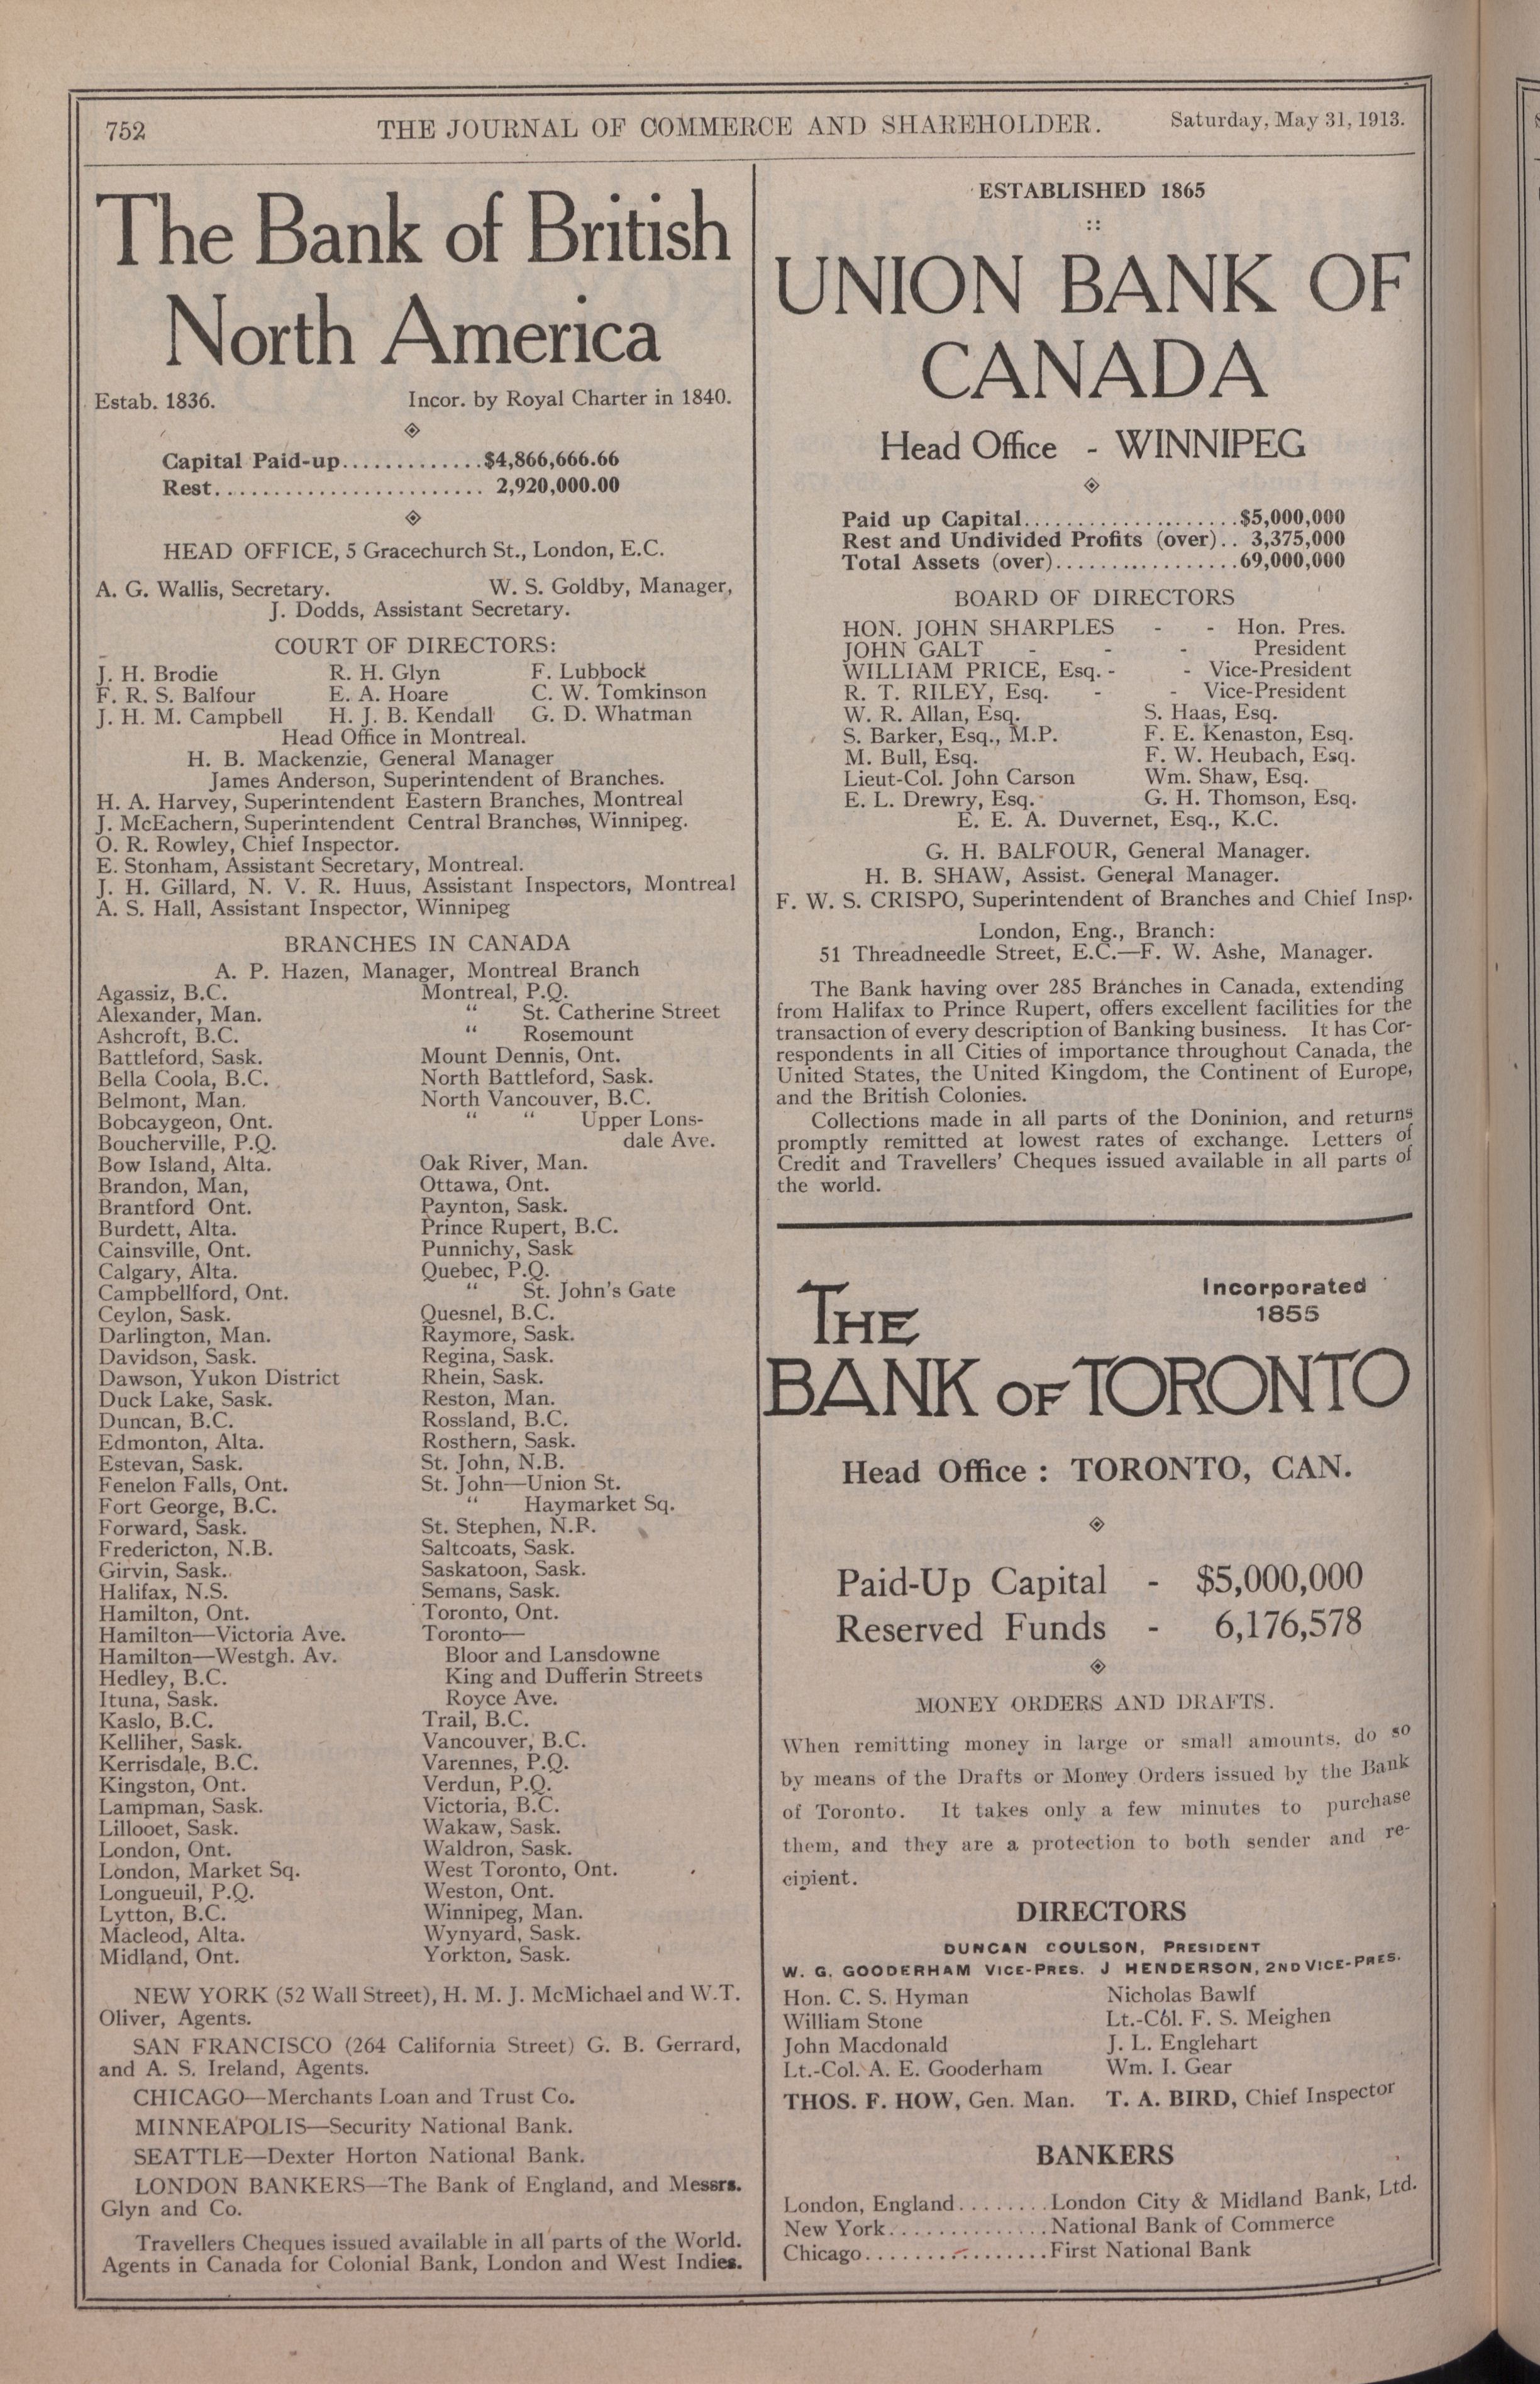 752
THE JOURNAL OF COMMERCE AND SHAREHOLDER.
Saturday, May 31, 1913.
The Bank of British
North America
Estab. 1836. Incor. by Royal Charter in 1840.
Capital Paid-up.............$4,866,666.66
Rest........................ 2,920,000.00
HEAD OFFICE, 5 Gracechurch St., London, E.C.
A. G. Wallis, Secretary. W. S. Goldby, Manager,
J. Dodds, Assistant Secretary.
COURT OF DIRECTORS:
J. H. Brodie R. H. Glyn F. Lubbock
F. R. S. Balfour E. A. Hoare C. W. Tomkinson
J. H. M. Campbell H. J. B. Kendall G. D. Whatman
Head Office in Montreal.
H. B. Mackenzie, General Manager
James Anderson, Superintendent of Branches.
H. A. Harvey, Superintendent Eastern Branches, Montreal
J. McEachern, Superintendent Central Branches, Winnipeg.
O. R. Rowley, Chief Inspector.
E. Stonham, Assistant Secretary, Montreal.
J. H. Gillard, N. V. R. Huus, Assistant Inspectors, Montreal
A. S. Hall, Assistant Inspector, Winnipeg
BRANCHES IN CANADA
A. P. Hazen, Manager, Montreal Branch
Agassiz, B.C.
Alexander, Man.
Ashcroft, B.C.
Battleford, Sask.
Bella Coola, B.C.
Belmont, Man.
Bobcaygeon, Ont.
Boucherville, P.Q.
Bow Island, Alta.
Brandon, Man,
Brantford Ont.
Burdett, Alta.
Cainsville, Ont.
Calgary, Alta.
Campbellford, Ont.
Ceylon, Sask.
Darlington, Man.
Davidson, Sask.
Dawson, Yukon District
Duck Lake, Sask.
Duncan, B.C.
Edmonton, Alta.
Estevan, Sask.
Fenelon Falls, Ont.
Fort George, B.C.
Forward, Sask.
Fredericton, N.B.
Girvin, Sask.
Halifax, N.S.
Hamilton, Ont.
Hamilton—Victoria Ave.
Hamilton—Westgh. Av.
Hedley, B.C.
Ituna, Sask.
Kaslo, B.C.
Kelliher, Sask.
Kerrisdale, B.C.
Kingston, Ont.
Lampman, Sask.
Lillooet, Sask.
London, Ont.
London, Market Sq.
Longueuil, P.Q.
Lytton, B.C.
Macleod, Alta.
Midland, Ont.
Montreal, P.Q.
" St. Catherine Street
" Rosemount
Mount Dennis, Ont.
North Battleford, Sask.
North Vancouver, B.C.
" " Upper Lons-
dale Ave.
Oak River, Man.
Ottawa, Ont.
Paynton, Sask.
Prince Rupert, B.C.
Punnichy, Sask
Quebec, P.Q.
" St. John's Gate
Quesnel, B.C.
Raymore, Sask.
Regina, Sask.
Rhein, Sask.
Reston, Man.
Rossland, B.C.
Rosthern, Sask.
St. John, N.B.
St. John—Union St.
" Haymarket Sq.
St. Stephen, N.B.
Saltcoats, Sask.
Saskatoon, Sask.
Semans, Sask.
Toronto, Ont.
Toronto—
Bloor and Lansdowne
King and Dufferin Streets
Royce Ave.
Trail, B.C.
Vancouver, B.C.
Varennes, P.Q.
Verdun, P.Q.
Victoria, B.C.
Wakaw, Sask.
Waldron, Sask.
West Toronto, Ont.
Weston, Ont.
Winnipeg, Man.
Wynyard, Sask.
Yorkton, Sask.
NEW YORK (52 Wall Street), H. M. J. McMichael and W.T.
Oliver, Agents.
SAN FRANCISCO (264 California Street) G. B. Gerrard,
and A. S. Ireland, Agents.
CHICAGO—Merchants Loan and Trust Co.
MINNEAPOLIS—Security National Bank.
SEATTLE—Dexter Horton National Bank.
LONDON BANKERS—The Bank of England, and Messrs.
Glyn and Co.
Travellers Cheques issued available in all parts of the World.
Agents in Canada for Colonial Bank, London and West Indies.
ESTABLISHED 1865
::
UNION BANK OF
CANADA
Head Office - WINNIPEG
Paid up Capital.....................$5,000,000
Rest and Undivided Profits (over).. 3,375,000
Total Assets (over)..................69,000,000
BOARD OF DIRECTORS
HON. JOHN SHARPLES - - Hon. Pres.
JOHN GALT - - - President
WILLIAM PRICE, Esq. - - Vice-President
R. T. RILEY, Esq. - - Vice-President
W. R. Allan, Esq. S. Haas, Esq.
S. Barker, Esq., M.P. F. E. Kenaston, Esq.
M. Bull, Esq. F. W. Heubach, Esq.
Lieut-Col. John Carson Wm. Shaw, Esq.
E. L. Drewry, Esq. G. H. Thomson, Esq.
E. E. A. Duvernet, Esq., K.C.
G. H. BALFOUR, General Manager.
H. B. SHAW, Assist. General Manager.
F. W. S. CRISPO, Superintendent of Branches and Chief Insp.
London, Eng., Branch:
51 Threadneedle Street, E.C.—F. W. Ashe, Manager.
The Bank having over 285 Branches in Canada, extending
from Halifax to Prince Rupert, offers excellent facilities for the
transaction of every description of Banking business. It has Cor-
respondents in all Cities of importance throughout Canada, the
United States, the United Kingdom, the Continent of Europe,
and the British Colonies.
Collections made in all parts of the Doninion, and returns
promptly remitted at lowest rates of exchange. Letters of
Credit and Travellers' Cheques issued available in all parts of
the world.
Incorporated
1855
THE
BANK OF TORONTO
Head Office : TORONTO, CAN.
Paid-Up Capital - $5,000,000
Reserved Funds - 6,176,578
MONEY ORDERS AND DRAFTS.
When remitting money in large or small amounts, do so
by means of the Drafts or Money Orders issued by the Bank
of Toronto. It takes only a few minutes to purchase
them, and they are a protection to both sender and re-
cipient.
DIRECTORS
DUNCAN COULSON, PRESIDENT
W. G. GOODERHAM VICE-PRES. J HENDERSON, 2ND VICE-PRES.
Hon. C. S. Hyman Nicholas Bawlf
William Stone Lt.-Col. F. S. Meighen
John Macdonald J. L. Englehart
Lt.-Col. A. E. Gooderham Wm. I. Gear
THOS. F. HOW, Gen. Man. T. A. BIRD, Chief Inspector
BANKERS
London, England........London City & Midland Bank, Ltd.
New York..............National Bank of Commerce
Chicago................First National Bank